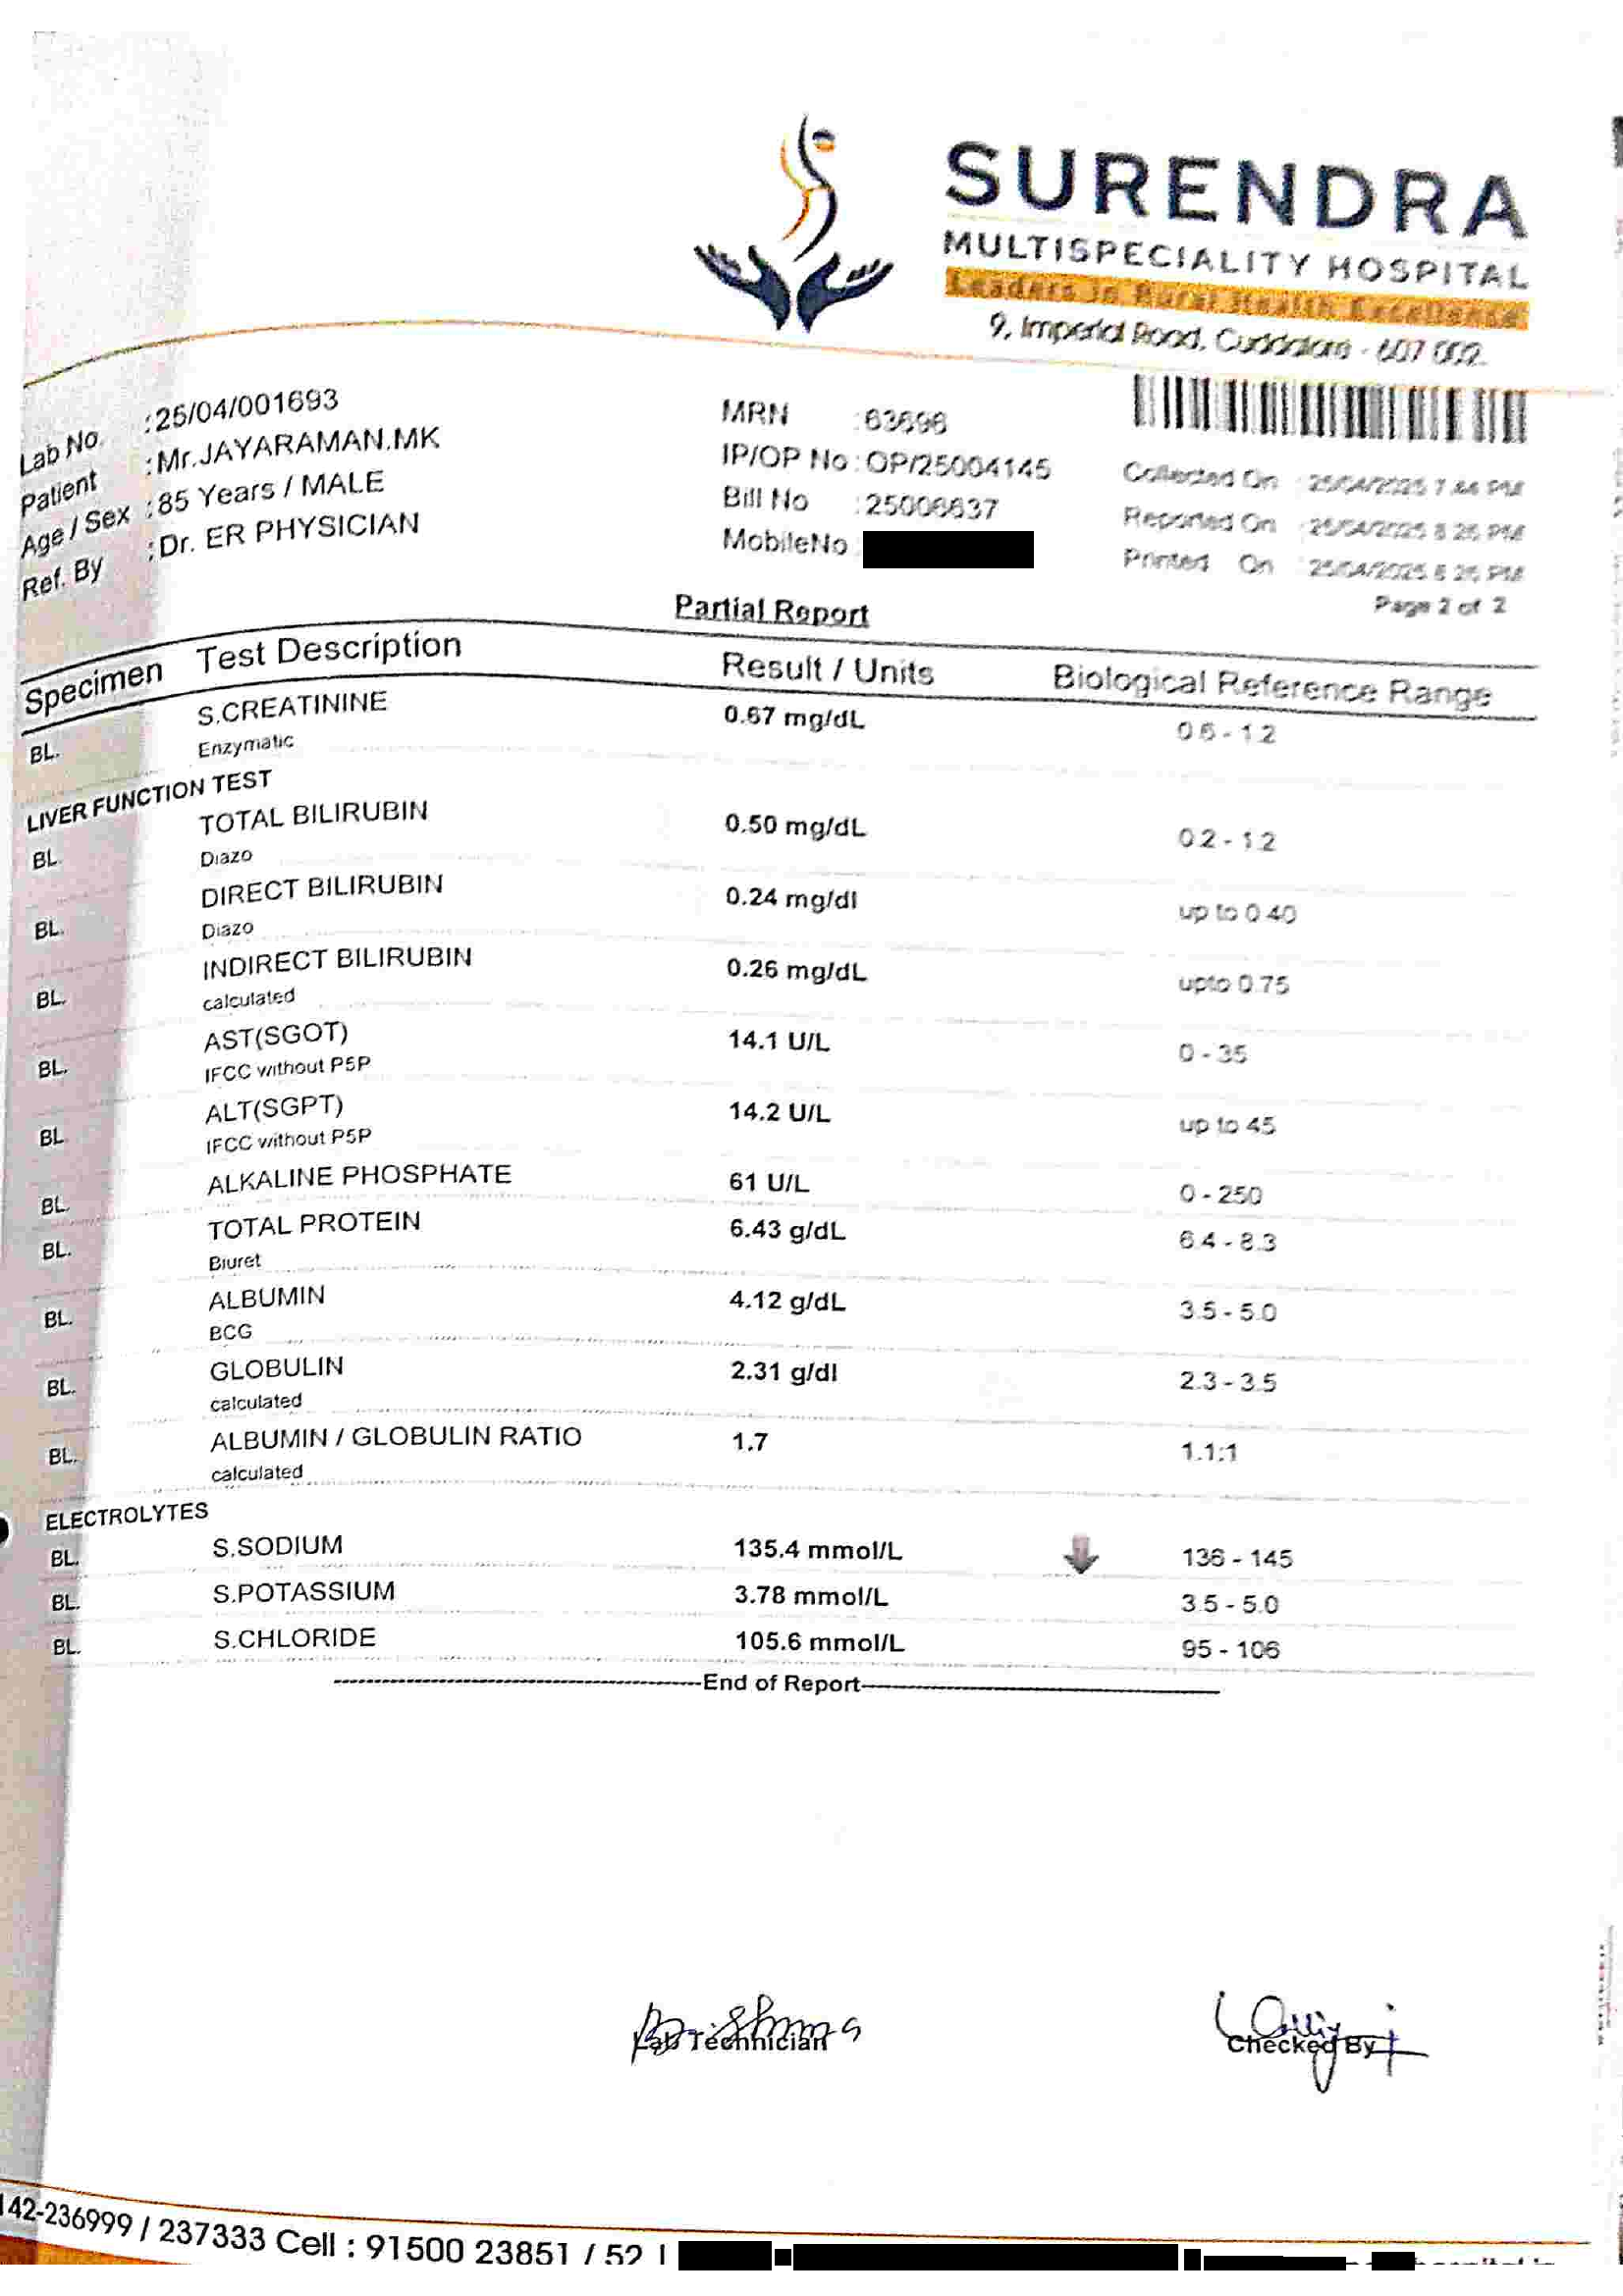 SURENDRA
MULTISPECIALITY HOSPITAL
Leaders in Rural Health Excellence
9, Imperial Road, Cuddalore - 607 002.
Lab No. :25/04/001693
Patient :Mr.JAYARAMAN.MK
Age / Sex :85 Years / MALE
Ref. By :Dr. ER PHYSICIAN
MRN :63696
IP/OP No :OP/25004145
Bill No :25006637
MobileNo
Collected On : 25/04/2025 7.44 PM
Reported On : 25/04/2025 8.26 PM
Printed On : 25/04/2025 8.26 PM
Page 2 of 2
Partial Report
Specimen Test Description Result / Units Biological Reference Range
BL. S.CREATININE 0.67 mg/dL 0.6 - 1.2
Enzymatic
LIVER FUNCTION TEST
BL. TOTAL BILIRUBIN 0.50 mg/dL 0.2 - 1.2
Diazo
BL. DIRECT BILIRUBIN 0.24 mg/dl up to 0.40
Diazo
BL. INDIRECT BILIRUBIN 0.26 mg/dL upto 0.75
calculated
BL. AST(SGOT) 14.1 U/L 0 - 35
IFCC without P5P
BL. ALT(SGPT) 14.2 U/L up to 45
IFCC without P5P
BL. ALKALINE PHOSPHATE 61 U/L 0 - 250
BL. TOTAL PROTEIN 6.43 g/dL 6.4 - 8.3
Biuret
BL. ALBUMIN 4.12 g/dL 3.5 - 5.0
BCG
BL. GLOBULIN 2.31 g/dl 2.3 - 3.5
calculated
BL. ALBUMIN / GLOBULIN RATIO 1.7 1.1:1
calculated
ELECTROLYTES
BL. S.SODIUM 135.4 mmol/L 136 - 145
BL. S.POTASSIUM 3.78 mmol/L 3.5 - 5.0
BL. S.CHLORIDE 105.6 mmol/L 95 - 106
End of Report
Lab Technician
Checked By
142-236999 / 237333 Cell : 91500 23851 / 52 |